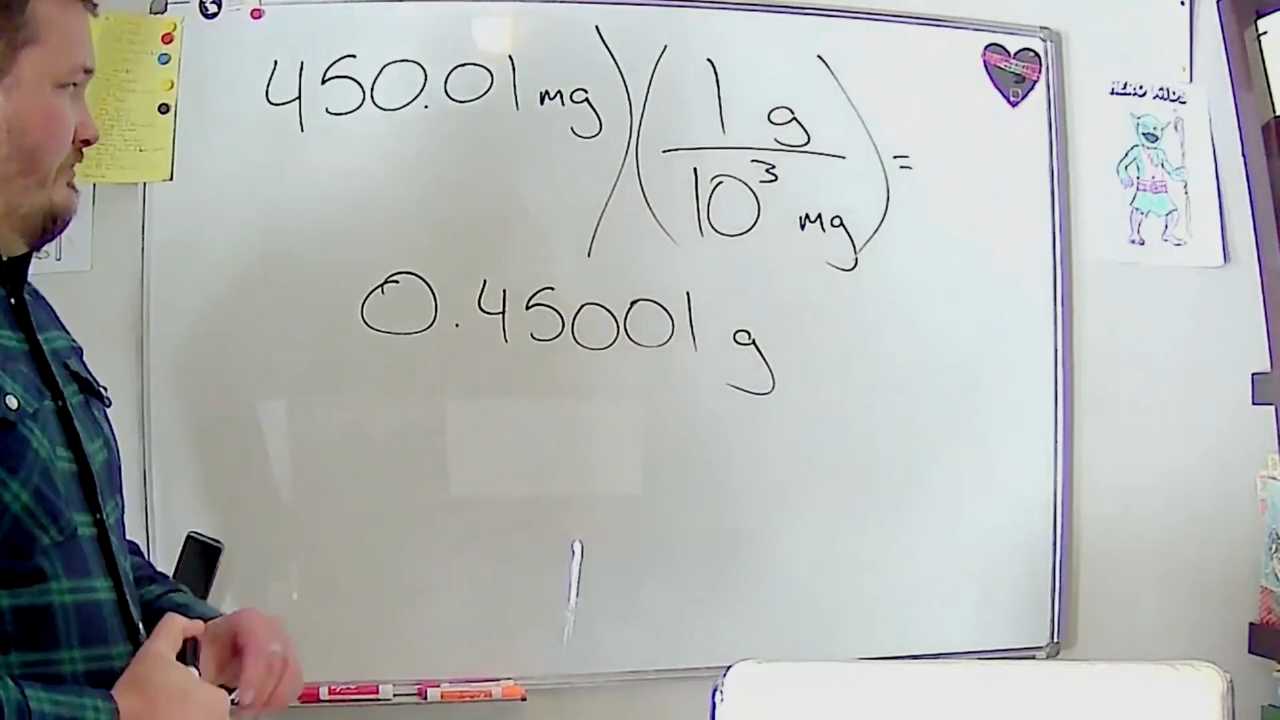 450.01 mg) (1 g / 10³ mg) =
0.45001 g
HERO KIDS